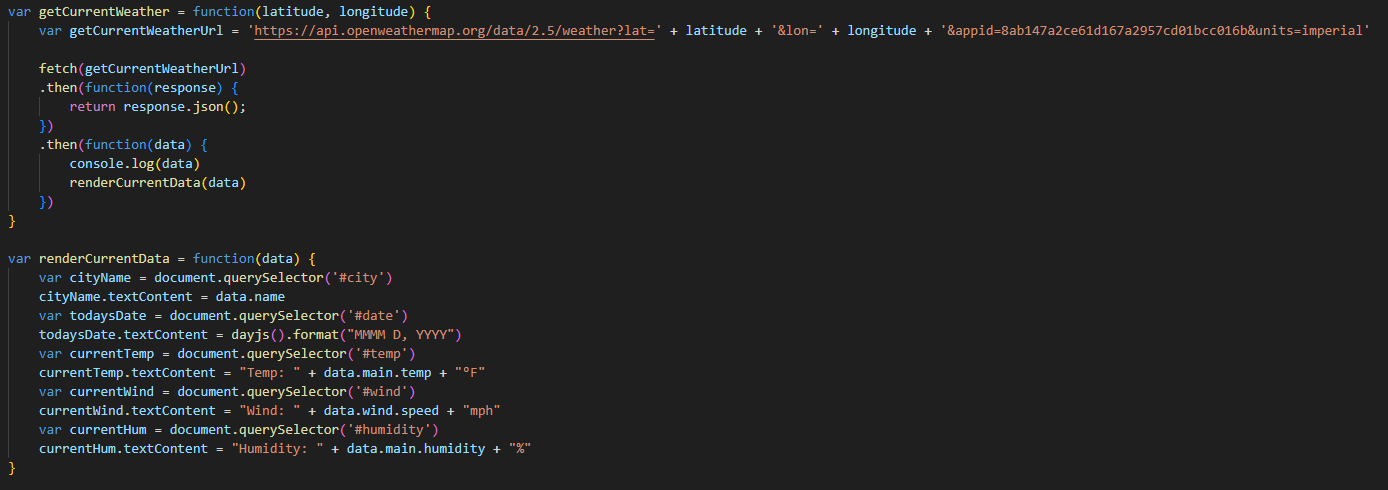 var getCurrentWeather = function(latitude, longitude) {
    var getCurrentWeatherUrl = 'https://api.openweathermap.org/data/2.5/weather?lat=' + latitude + '&lon=' + longitude + '&appid=8ab147a2ce61d167a2957cd01bcc016b&units=imperial'

    fetch(getCurrentWeatherUrl)
    .then(function(response) {
        return response.json();
    })
    .then(function(data) {
        console.log(data)
        renderCurrentData(data)
    })
}

var renderCurrentData = function(data) {
    var cityName = document.querySelector('#city')
    cityName.textContent = data.name
    var todaysDate = document.querySelector('#date')
    todaysDate.textContent = dayjs().format("MMMM D, YYYY")
    var currentTemp = document.querySelector('#temp')
    currentTemp.textContent = "Temp: " + data.main.temp + "°F"
    var currentWind = document.querySelector('#wind')
    currentWind.textContent = "Wind: " + data.wind.speed + "mph"
    var currentHum = document.querySelector('#humidity')
    currentHum.textContent = "Humidity: " + data.main.humidity + "%"
}